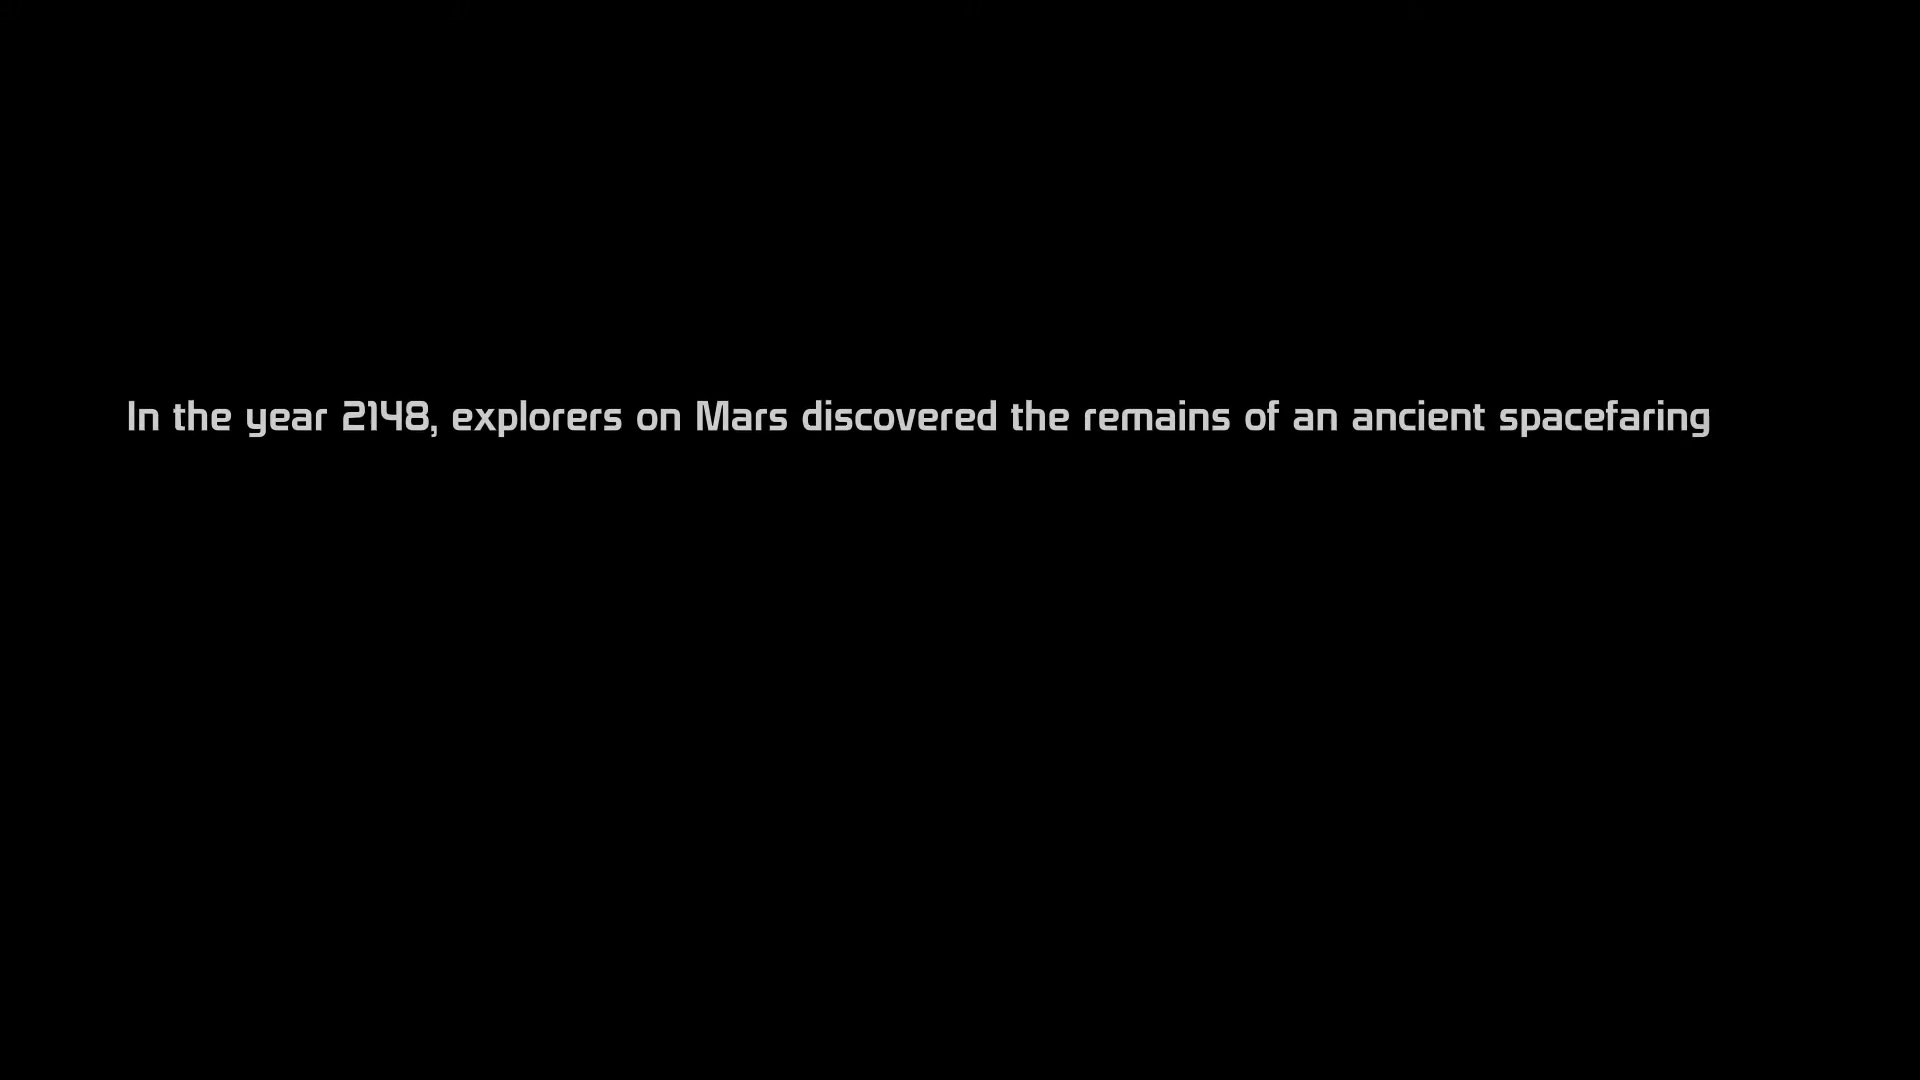 In the year 2148, explorers on Mars discovered the remains of an ancient spacefaring